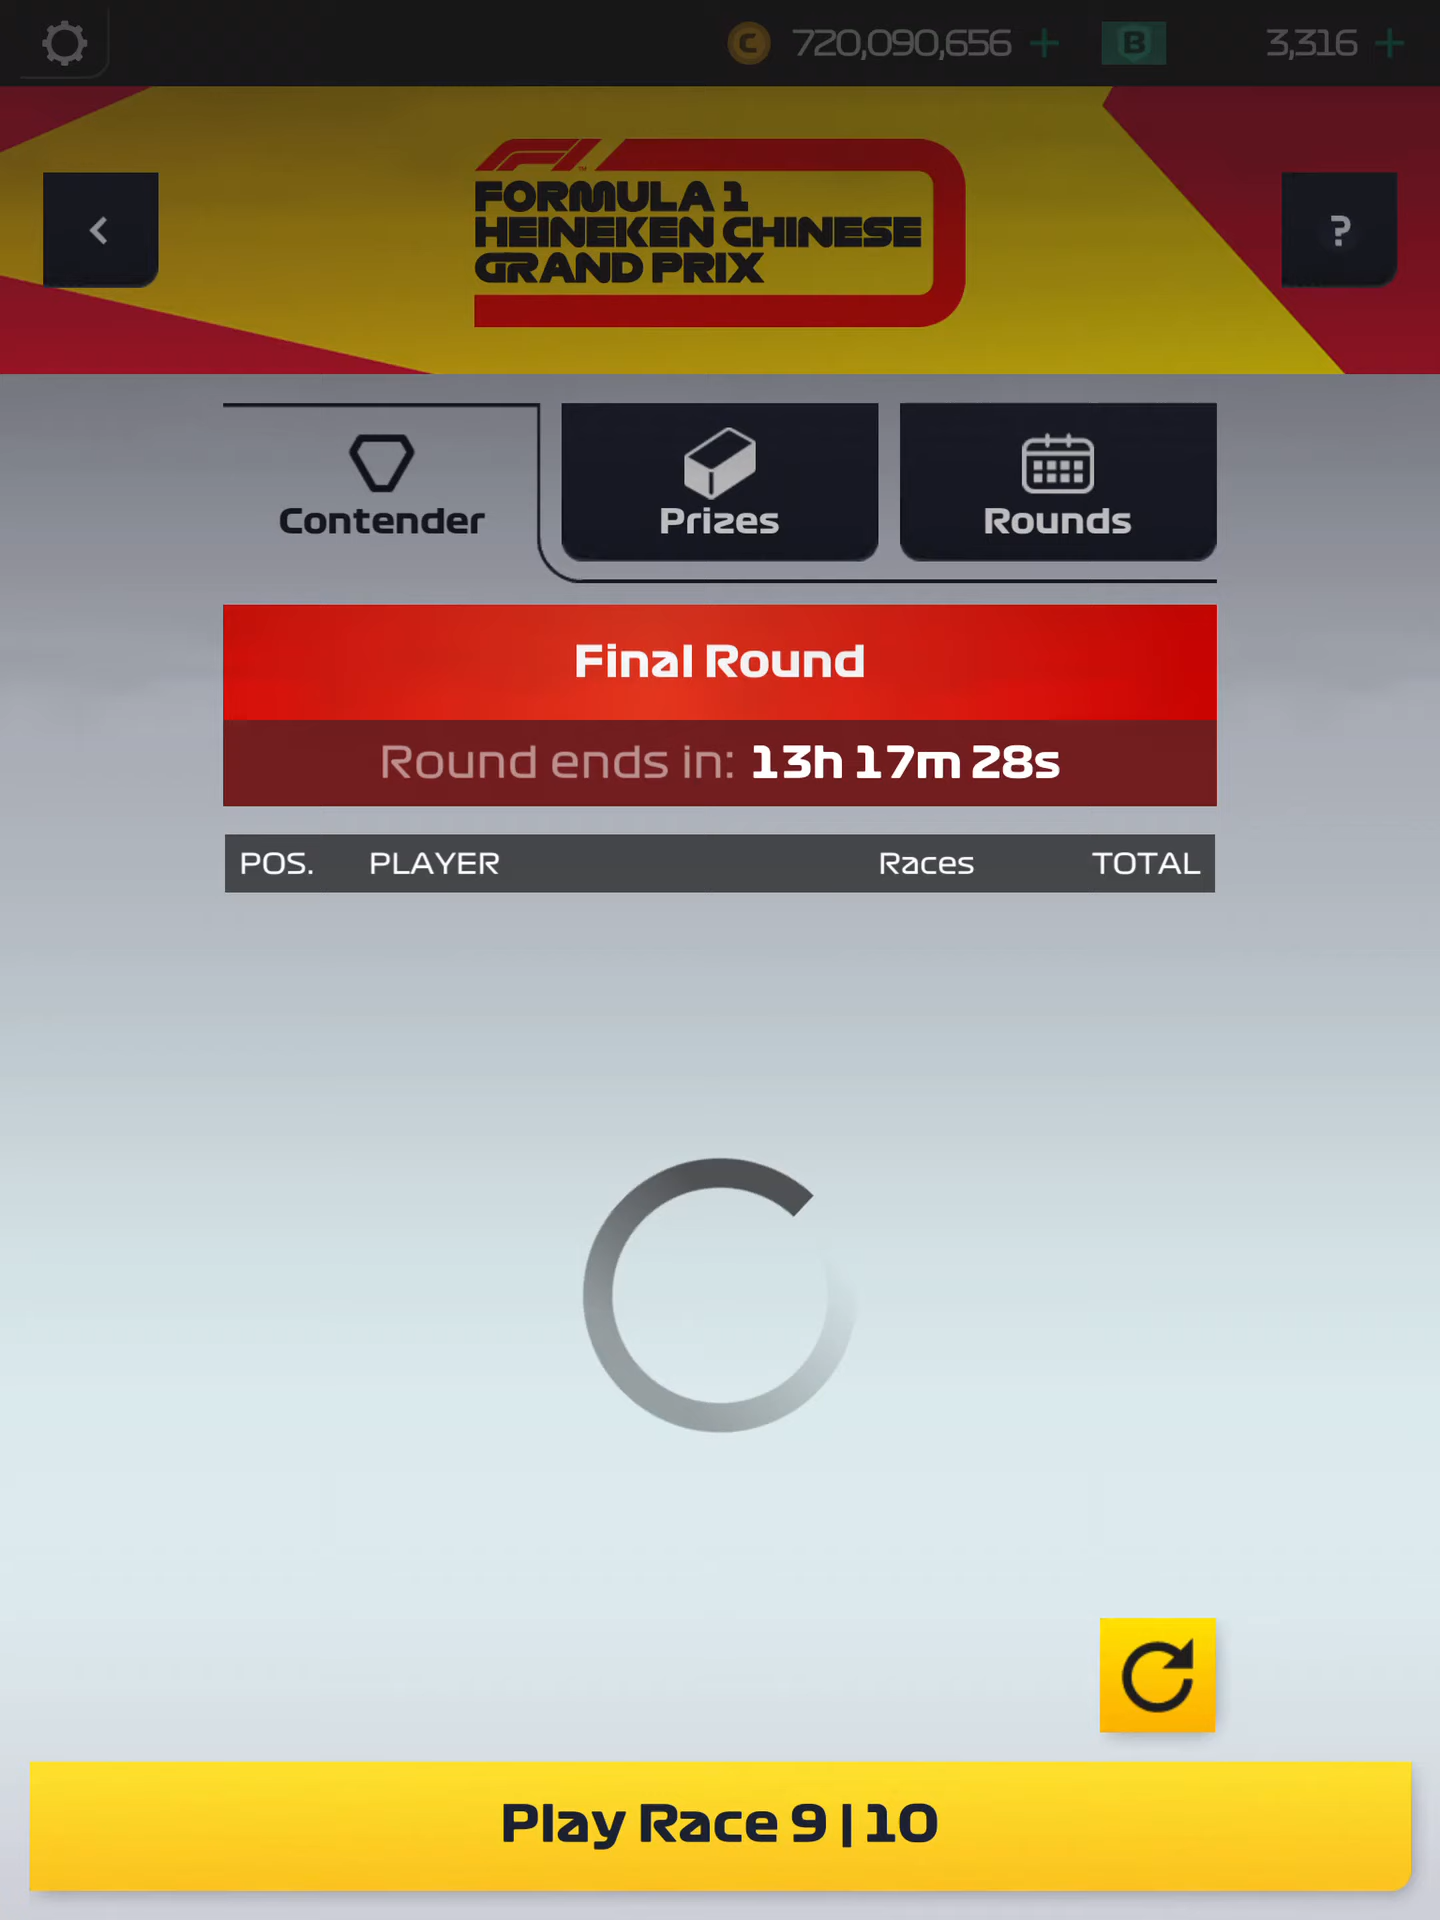 C 720,090,656 + B 3,316 +
F1
FORMULA 1
HEINEKEN CHINESE
GRAND PRIX
?
Contender
Prizes
Rounds
Final Round
Round ends in: 13h 17m 28s
POS. PLAYER Races TOTAL
Play Race 9 | 10